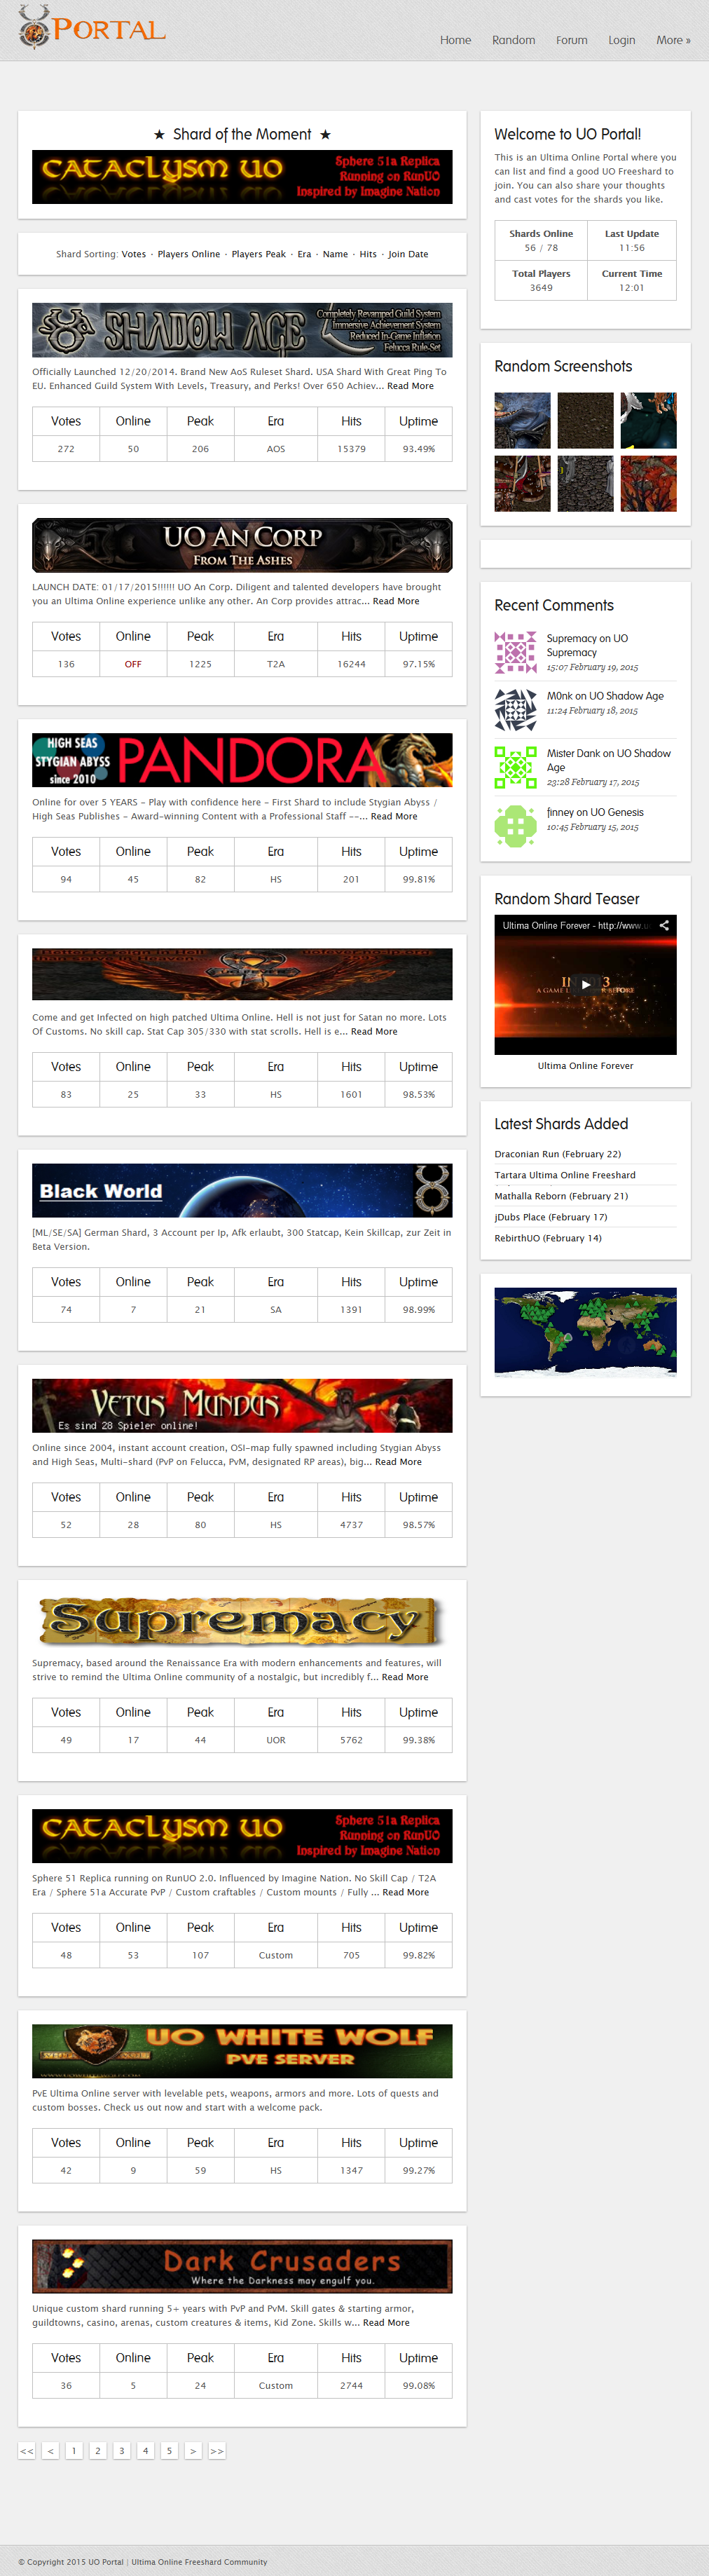 PORTAL
Home Random Forum Login More »
★ Shard of the Moment ★
CATACLYSM UO
Sphere 51a Replica
Running on RunUO
Inspired by Imagine Nation
Shard Sorting: Votes · Players Online · Players Peak · Era · Name · Hits · Join Date
SHADOW AGE
Completely Revamped Guild System
Immersive Achievement System
Reduced In-Game Inflation
Felucca Rule-Set
Officially Launched 12/20/2014. Brand New AoS Ruleset Shard. USA Shard With Great Ping To
EU. Enhanced Guild System With Levels, Treasury, and Perks! Over 650 Achiev... Read More
Votes Online Peak Era Hits Uptime
272 50 206 AOS 15379 93.49%
UO AN CORP
FROM THE ASHES
LAUNCH DATE: 01/17/2015!!!!!! UO An Corp. Diligent and talented developers have brought
you an Ultima Online experience unlike any other. An Corp provides attrac... Read More
Votes Online Peak Era Hits Uptime
136 OFF 1225 T2A 16244 97.15%
HIGH SEAS
STYGIAN ABYSS
since 2010
PANDORA
Online for over 5 YEARS - Play with confidence here - First Shard to include Stygian Abyss /
High Seas Publishes - Award-winning Content with a Professional Staff --... Read More
Votes Online Peak Era Hits Uptime
94 45 82 HS 201 99.81%
Come and get Infected on high patched Ultima Online. Hell is not just for Satan no more. Lots
Of Customs. No skill cap. Stat Cap 305/330 with stat scrolls. Hell is e... Read More
Votes Online Peak Era Hits Uptime
83 25 33 HS 1601 98.53%
Black World
[ML/SE/SA] German Shard, 3 Account per Ip, Afk erlaubt, 300 Statcap, Kein Skillcap, zur Zeit in
Beta Version.
Votes Online Peak Era Hits Uptime
74 7 21 SA 1391 98.99%
VETUS MUNDUS
Es sind 28 Spieler online!
Online since 2004, instant account creation, OSI-map fully spawned including Stygian Abyss
and High Seas, Multi-shard (PvP on Felucca, PvM, designated RP areas), big... Read More
Votes Online Peak Era Hits Uptime
52 28 80 HS 4737 98.57%
Supremacy
Supremacy, based around the Renaissance Era with modern enhancements and features, will
strive to remind the Ultima Online community of a nostalgic, but incredibly f... Read More
Votes Online Peak Era Hits Uptime
49 17 44 UOR 5762 99.38%
CATACLYSM UO
Sphere 51a Replica
Running on RunUO
Inspired by Imagine Nation
Sphere 51 Replica running on RunUO 2.0. Influenced by Imagine Nation. No Skill Cap / T2A
Era / Sphere 51a Accurate PvP / Custom craftables / Custom mounts / Fully ... Read More
Votes Online Peak Era Hits Uptime
48 53 107 Custom 705 99.82%
UO WHITE WOLF
PVE SERVER
PvE Ultima Online server with levelable pets, weapons, armors and more. Lots of quests and
custom bosses. Check us out now and start with a welcome pack.
Votes Online Peak Era Hits Uptime
42 9 59 HS 1347 99.27%
Dark Crusaders
Where the Darkness may engulf you.
Unique custom shard running 5+ years with PvP and PvM. Skill gates & starting armor,
guildtowns, casino, arenas, custom creatures & items, Kid Zone. Skills w... Read More
Votes Online Peak Era Hits Uptime
36 5 24 Custom 2744 99.08%
<< < 1 2 3 4 5 > >>
Welcome to UO Portal!
This is an Ultima Online Portal where you
can list and find a good UO Freeshard to
join. You can also share your thoughts
and cast votes for the shards you like.
Shards Online Last Update
56 / 78 11:56
Total Players Current Time
3649 12:01
Random Screenshots
Recent Comments
Supremacy on UO
Supremacy
15:07 February 19, 2015
M0nk on UO Shadow Age
11:24 February 18, 2015
Mister Dank on UO Shadow
Age
23:28 February 17, 2015
finney on UO Genesis
10:45 February 15, 2015
Random Shard Teaser
Ultima Online Forever - http://www.u
A GAME
Ultima Online Forever
Latest Shards Added
Draconian Run (February 22)
Tartara Ultima Online Freeshard
Mathalla Reborn (February 21)
jDubs Place (February 17)
RebirthUO (February 14)
© Copyright 2015 UO Portal | Ultima Online Freeshard Community